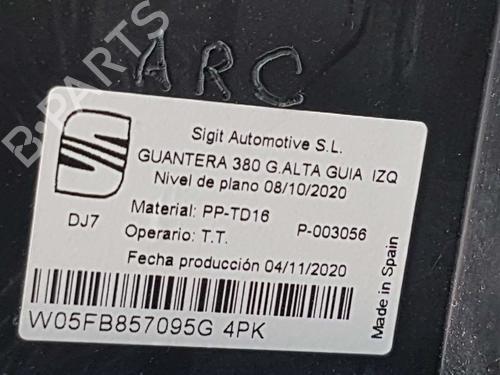 ARC
Sigit Automotive S.L.
GUANTERA 380 G.ALTA GUIA IZQ
Nivel de plano 08/10/2020
DJ7
Material: PP-TD16
P-003056
Operario: T.T.
Fecha producción 04/11/2020
W05FB857095G 4PK
Made in Spain
B-PARTS